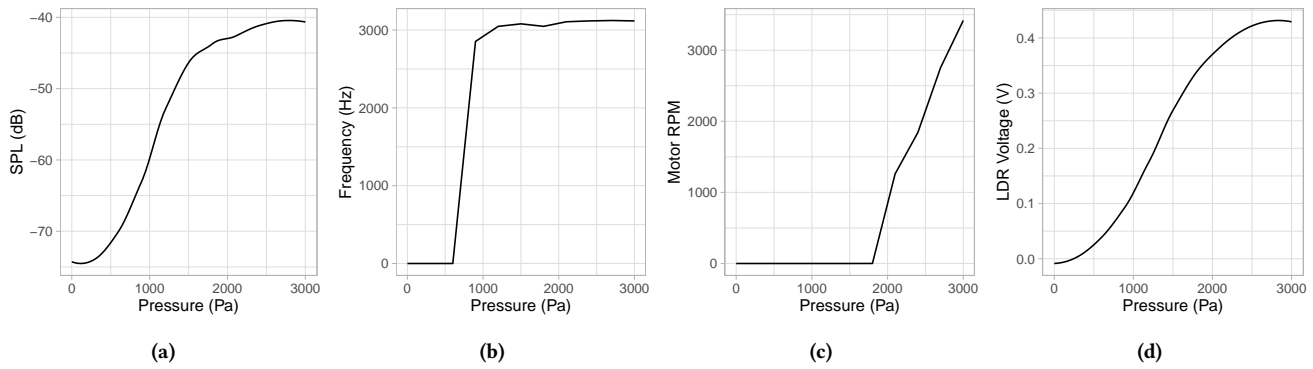 SPL (dB)
−40
−50
−60
−70
0 1000 2000 3000
Pressure (Pa)
(a)
Frequency (Hz)
3000
2000
1000
0
0 1000 2000 3000
Pressure (Pa)
(b)
Motor RPM
3000
2000
1000
0
0 1000 2000 3000
Pressure (Pa)
(c)
LDR Voltage (V)
0.4
0.3
0.2
0.1
0.0
0 1000 2000 3000
Pressure (Pa)
(d)